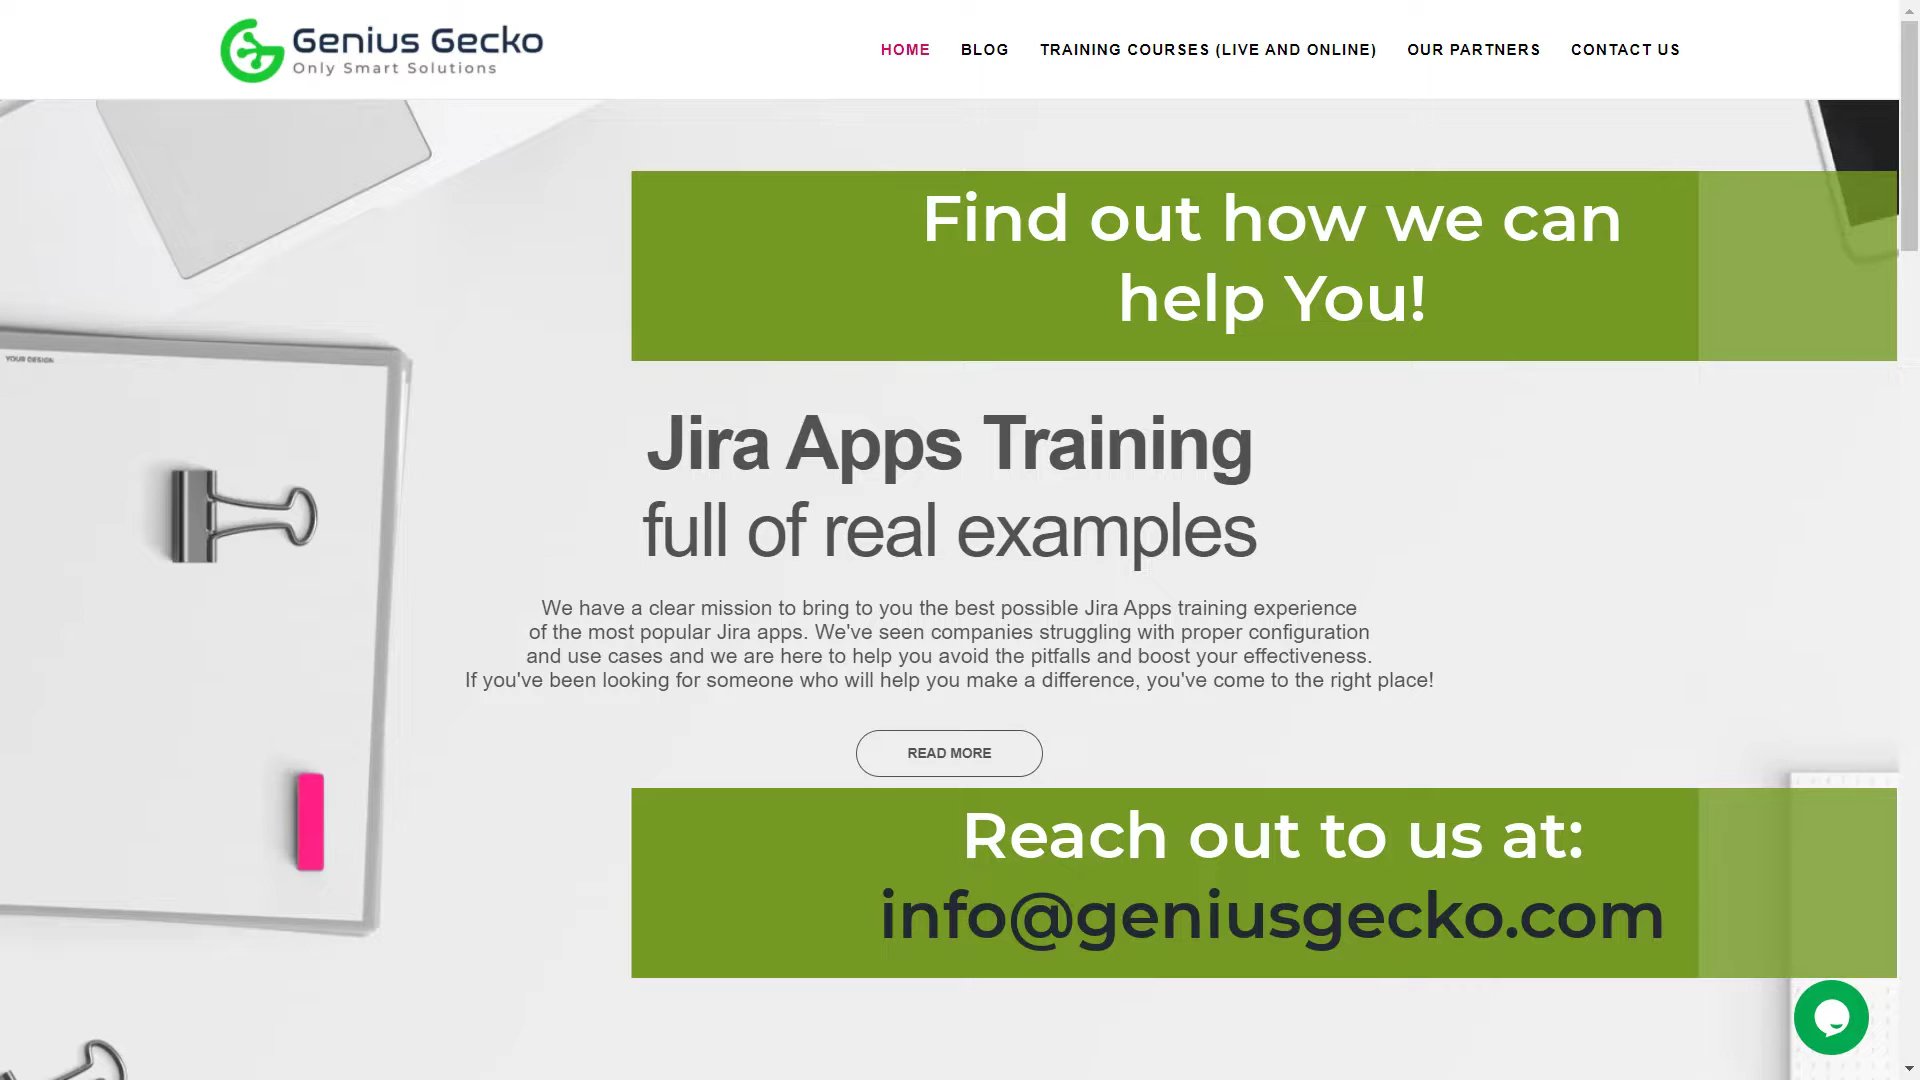 Genius Gecko
Only Smart Solutions
HOME
BLOG
TRAINING COURSES (LIVE AND ONLINE)
OUR PARTNERS
CONTACT US
Find out how we can
help You!
YOUR DESIGN
Jira Apps Training
full of real examples
We have a clear mission to bring to you the best possible Jira Apps training experience
of the most popular Jira apps. We've seen companies struggling with proper configuration
and use cases and we are here to help you avoid the pitfalls and boost your effectiveness.
If you've been looking for someone who will help you make a difference, you've come to the right place!
READ MORE
Reach out to us at:
info@geniusgecko.com